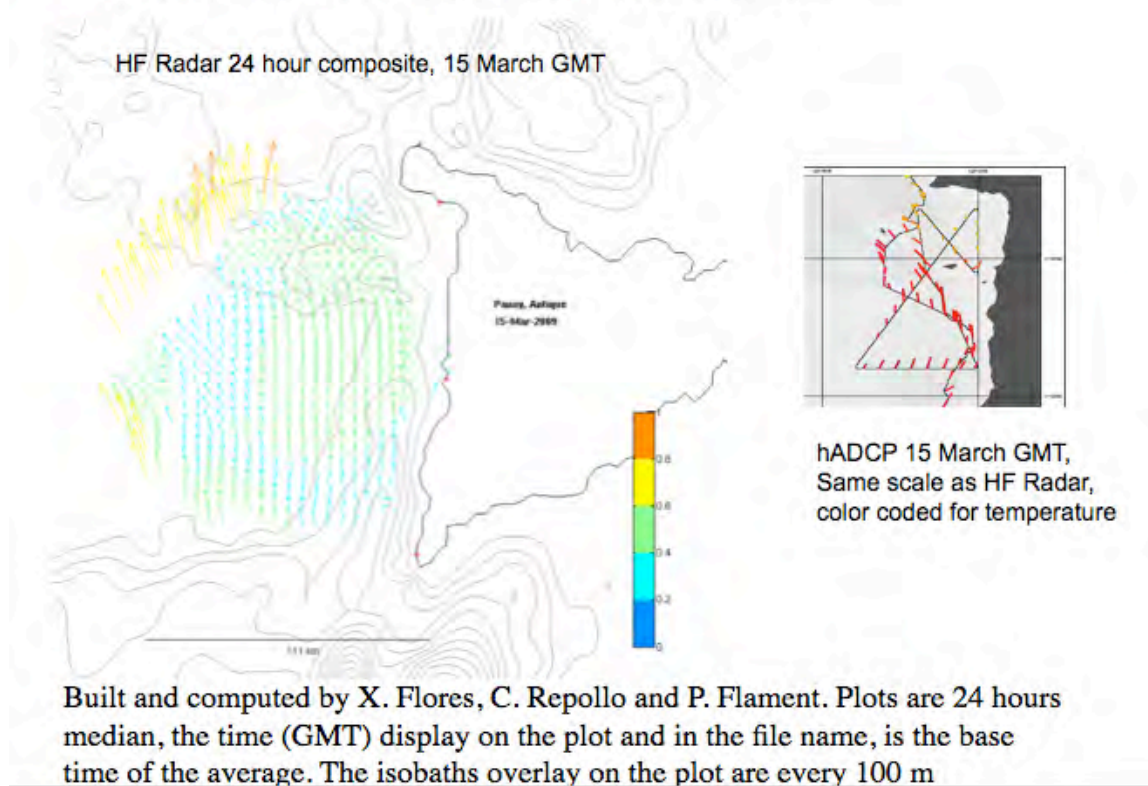 HF Radar 24 hour composite, 15 March GMT
Panay, Antique
15-Mar-2009
1
0.8
0.6
0.4
0.2
0
111 km
hADCP 15 March GMT,
Same scale as HF Radar,
color coded for temperature
Built and computed by X. Flores, C. Repollo and P. Flament. Plots are 24 hours
median, the time (GMT) display on the plot and in the file name, is the base
time of the average. The isobaths overlay on the plot are every 100 m